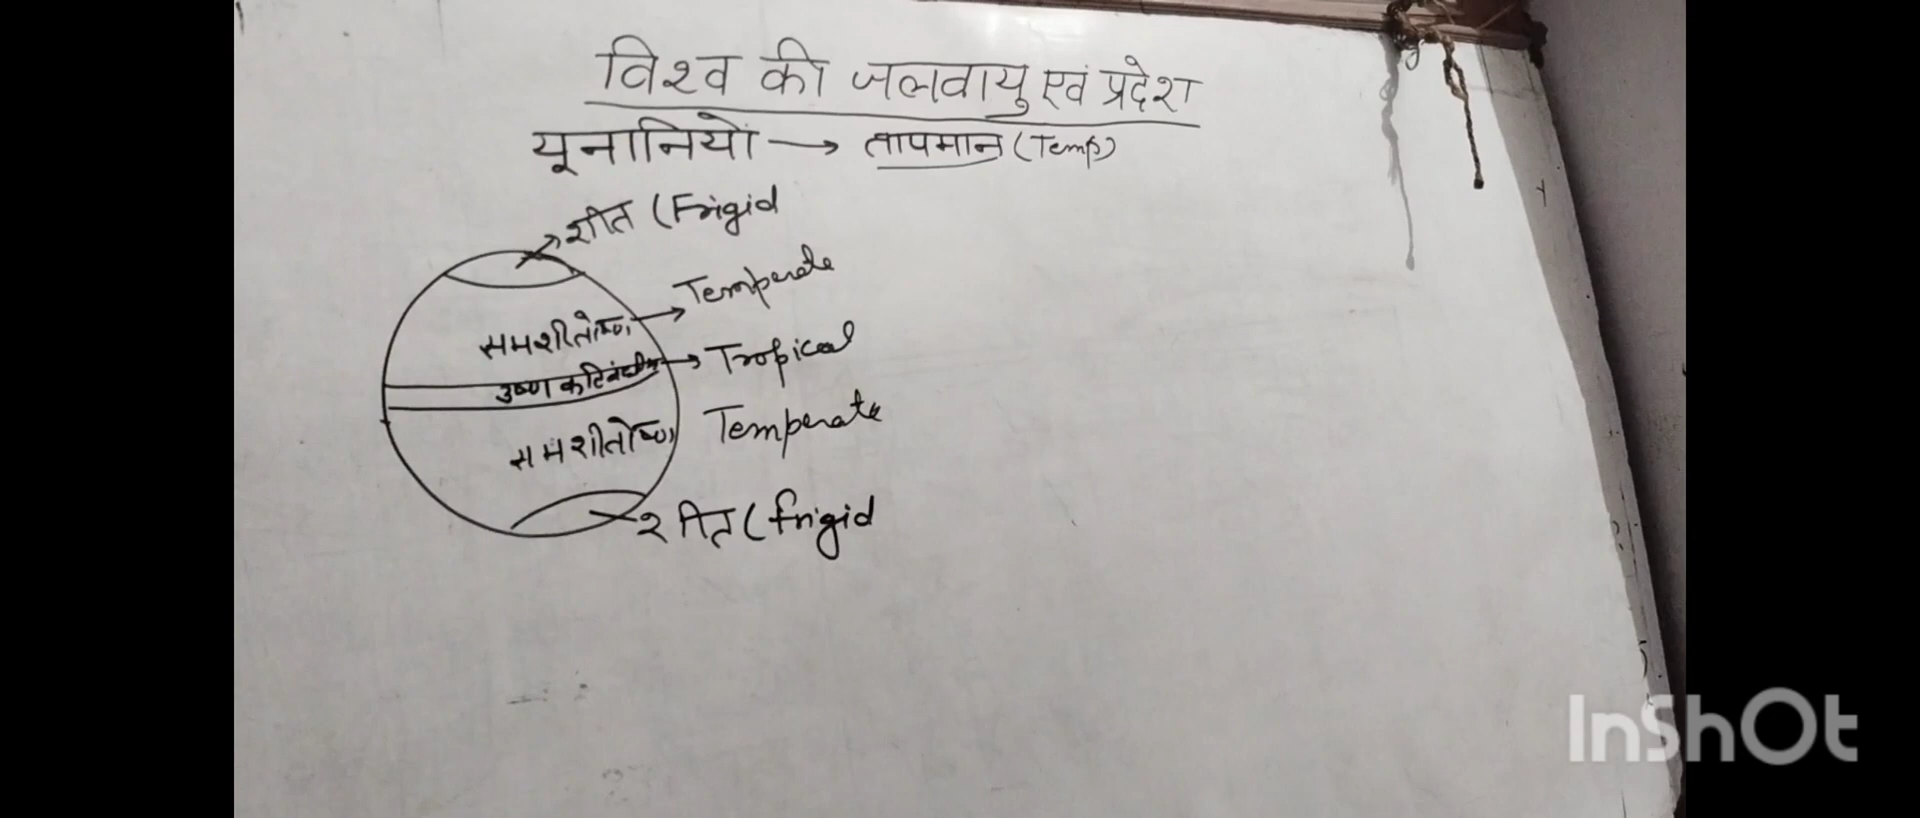 विश्व की जलवायु एवं प्रदेश
यूनानियों → तापमान (Temp)
शीत (Frigid
समशीतोष्ण → Temperate
उष्ण कटिबंधीय → Tropical
समशीतोष्ण Temperate
शीत (frigid
InShOt